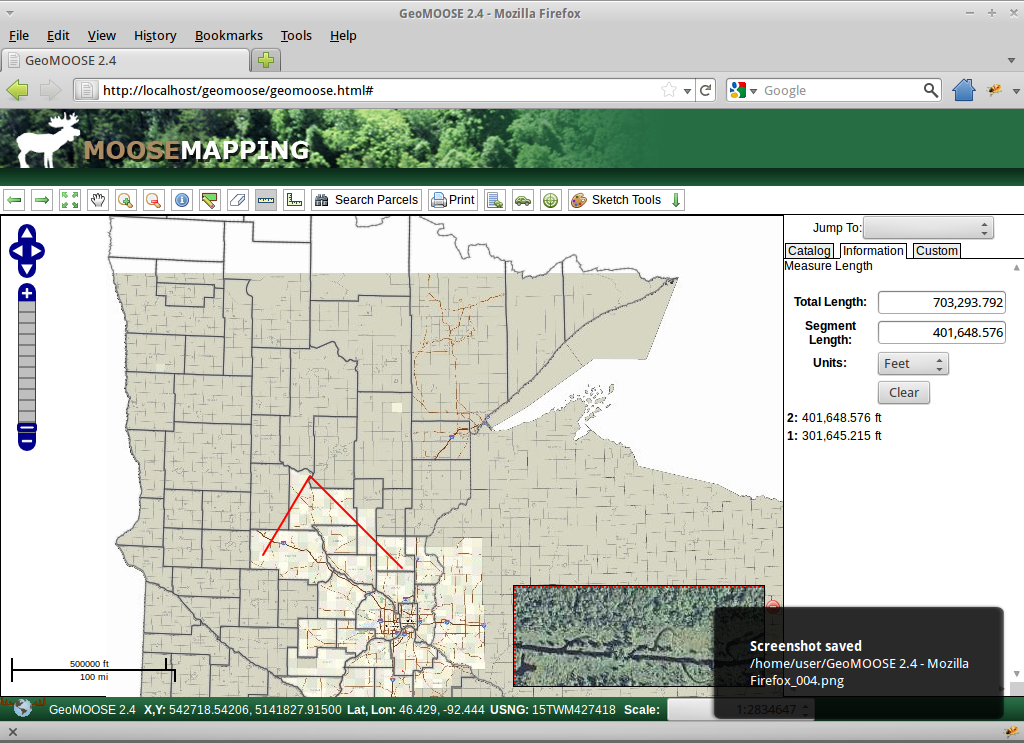 GeoMOOSE 2.4 - Mozilla Firefox
File Edit View History Bookmarks Tools Help
GeoMOOSE 2.4
http://localhost/geomoose/geomoose.html# Google
MOOSEMAPPING
Search Parcels Print Sketch Tools
Jump To:
Catalog Information Custom
Measure Length
Total Length: 703,293.792
Segment
Length: 401,648.576
Units: Feet
Clear
2: 401,648.576 ft
1: 301,645.215 ft
500000 ft
100 mi
Screenshot saved
/home/user/GeoMOOSE 2.4 - Mozilla
Firefox_004.png
GeoMOOSE 2.4 X,Y: 542718.54206, 5141827.91500 Lat, Lon: 46.429, -92.444 USNG: 15TWM427418 Scale: 1:2834647